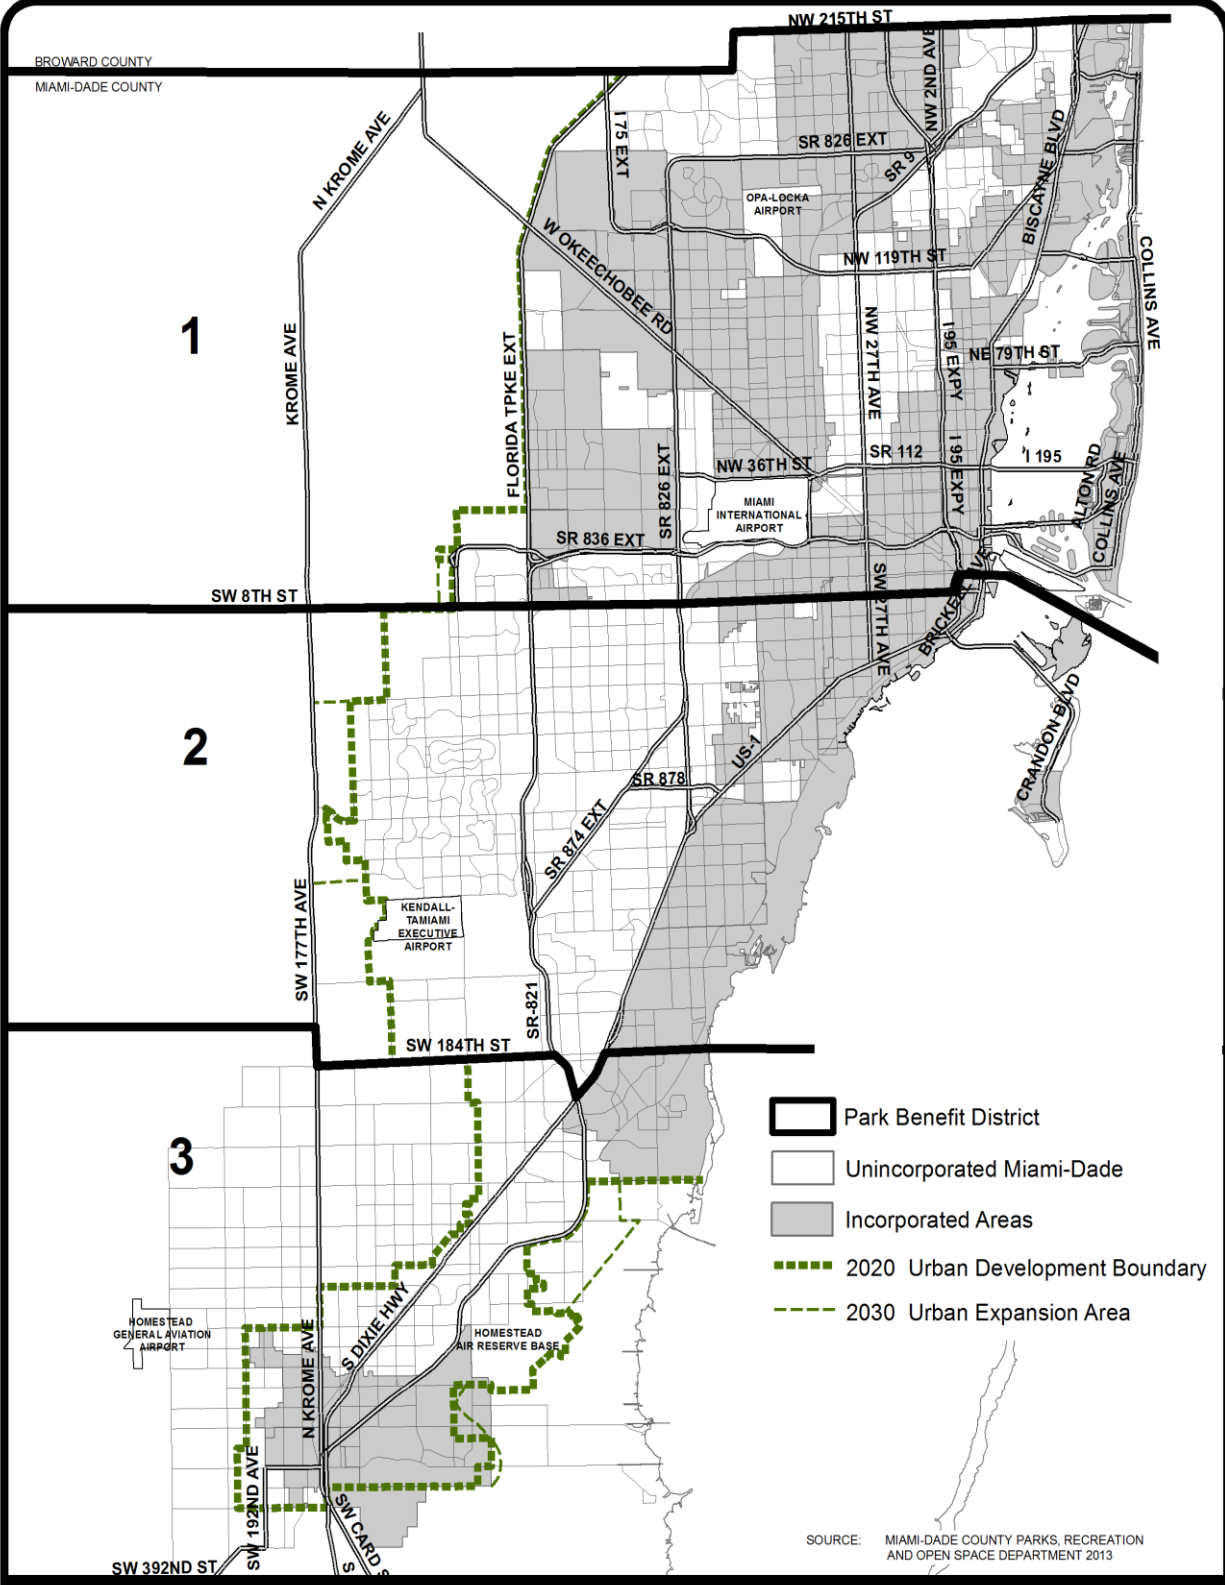 NW 215TH ST
BROWARD COUNTY
MIAMI-DADE COUNTY
N KROME AVE
I 75 EXT
NW 2ND AVE
SR 826 EXT
SR 9
BISCAYNE BLVD
OPA-LOCKA
AIRPORT
W OKEECHOBEE RD
NW 119TH ST
COLLINS AVE
1
KROME AVE
FLORIDA TPKE EXT
NW 27TH AVE
I 95 EXPY
NE 79TH ST
SR 826 EXT
NW 36TH ST
SR 112
I 95 EXPY
I 195
ALTON RD
COLLINS AVE
MIAMI
INTERNATIONAL
AIRPORT
SR 836 EXT
SW 8TH ST
SW 27TH AVE
BRICKELL AVE
2
US-1
CRANDON BLVD
SR 878
SR 874 EXT
SW 177TH AVE
KENDALL-
TAMIAMI
EXECUTIVE
AIRPORT
SR-821
SW 184TH ST
3
Park Benefit District
Unincorporated Miami-Dade
Incorporated Areas
2020 Urban Development Boundary
2030 Urban Expansion Area
HOMESTEAD
GENERAL AVIATION
AIRPORT
N KROME AVE
S DIXIE HWY
HOMESTEAD
AIR RESERVE BASE
SW 192ND AVE
SW CARD S
S
SW 392ND ST
SOURCE: MIAMI-DADE COUNTY PARKS, RECREATION
AND OPEN SPACE DEPARTMENT 2013